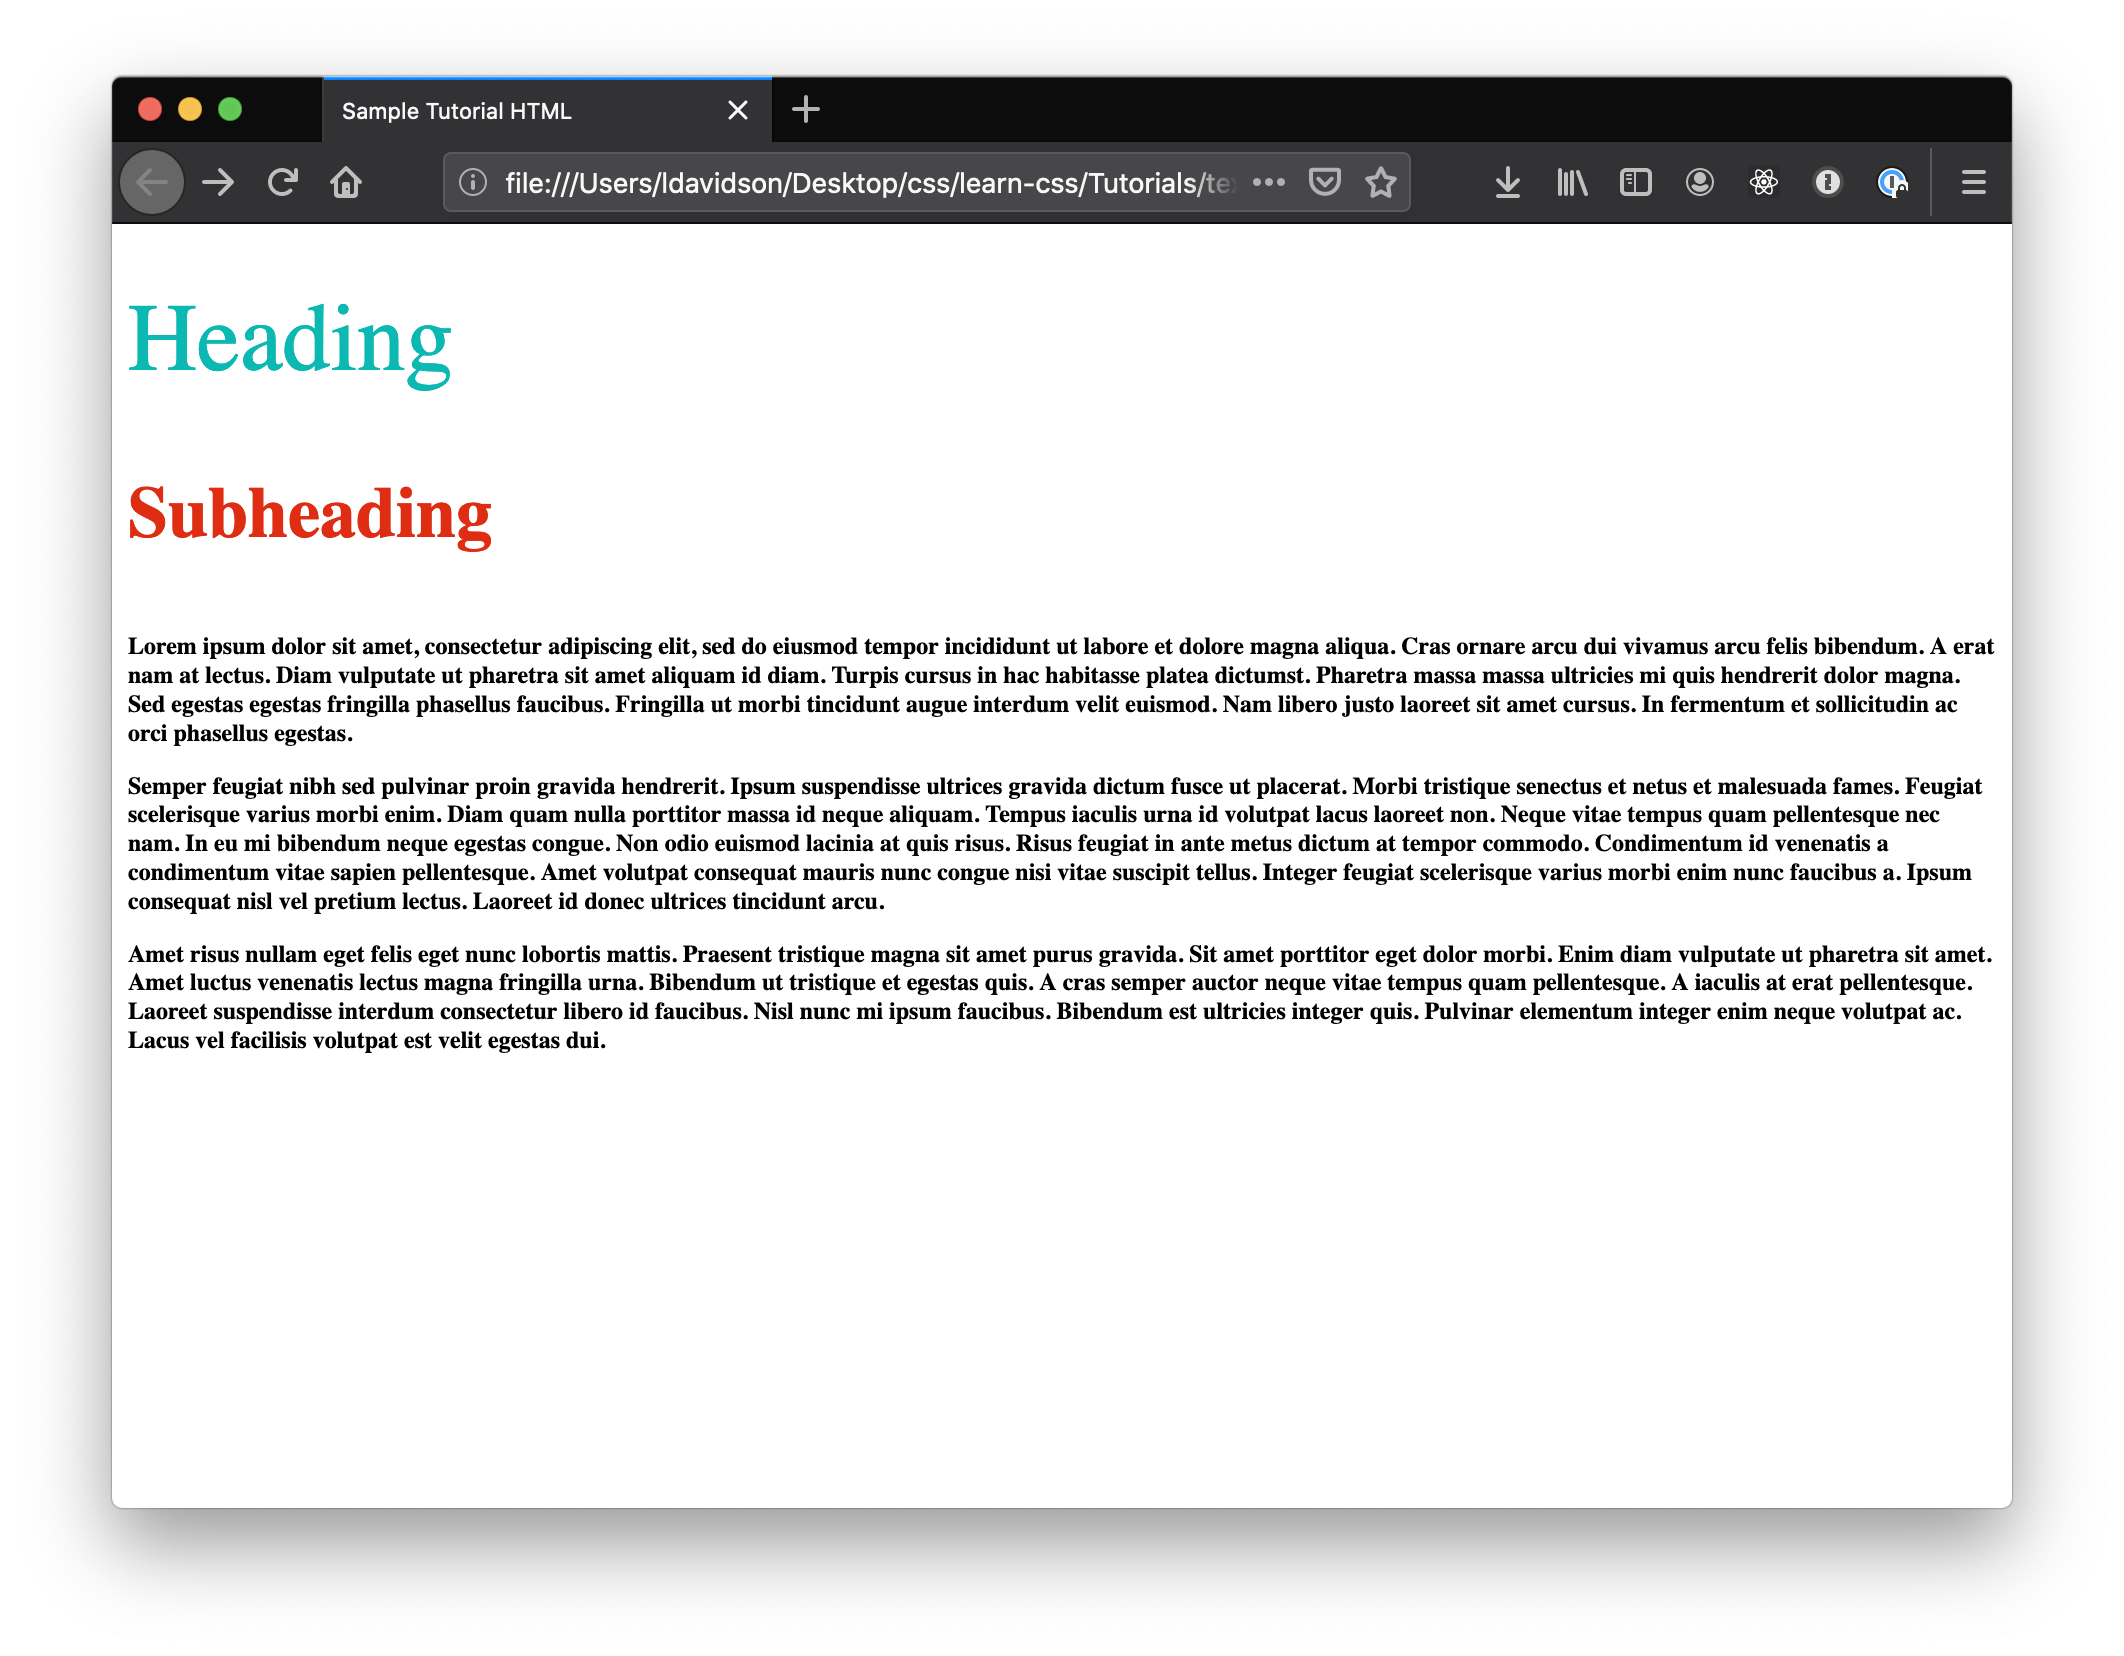 Sample Tutorial HTML
file:///Users/ldavidson/Desktop/css/learn-css/Tutorials/
Heading
Subheading
Lorem ipsum dolor sit amet, consectetur adipiscing elit, sed do eiusmod tempor incididunt ut labore et dolore magna aliqua. Cras ornare arcu dui vivamus arcu felis bibendum. A erat
nam at lectus. Diam vulputate ut pharetra sit amet aliquam id diam. Turpis cursus in hac habitasse platea dictumst. Pharetra massa massa ultricies mi quis hendrerit dolor magna.
Sed egestas egestas fringilla phasellus faucibus. Fringilla ut morbi tincidunt augue interdum velit euismod. Nam libero justo laoreet sit amet cursus. In fermentum et sollicitudin ac
orci phasellus egestas.
Semper feugiat nibh sed pulvinar proin gravida hendrerit. Ipsum suspendisse ultrices gravida dictum fusce ut placerat. Morbi tristique senectus et netus et malesuada fames. Feugiat
scelerisque varius morbi enim. Diam quam nulla porttitor massa id neque aliquam. Tempus iaculis urna id volutpat lacus laoreet non. Neque vitae tempus quam pellentesque nec
nam. In eu mi bibendum neque egestas congue. Non odio euismod lacinia at quis risus. Risus feugiat in ante metus dictum at tempor commodo. Condimentum id venenatis a
condimentum vitae sapien pellentesque. Amet volutpat consequat mauris nunc congue nisi vitae suscipit tellus. Integer feugiat scelerisque varius morbi enim nunc faucibus a. Ipsum
consequat nisl vel pretium lectus. Laoreet id donec ultrices tincidunt arcu.
Amet risus nullam eget felis eget nunc lobortis mattis. Praesent tristique magna sit amet purus gravida. Sit amet porttitor eget dolor morbi. Enim diam vulputate ut pharetra sit amet.
Amet luctus venenatis lectus magna fringilla urna. Bibendum ut tristique et egestas quis. A cras semper auctor neque vitae tempus quam pellentesque. A iaculis at erat pellentesque.
Laoreet suspendisse interdum consectetur libero id faucibus. Nisl nunc mi ipsum faucibus. Bibendum est ultricies integer quis. Pulvinar elementum integer enim neque volutpat ac.
Lacus vel facilisis volutpat est velit egestas dui.